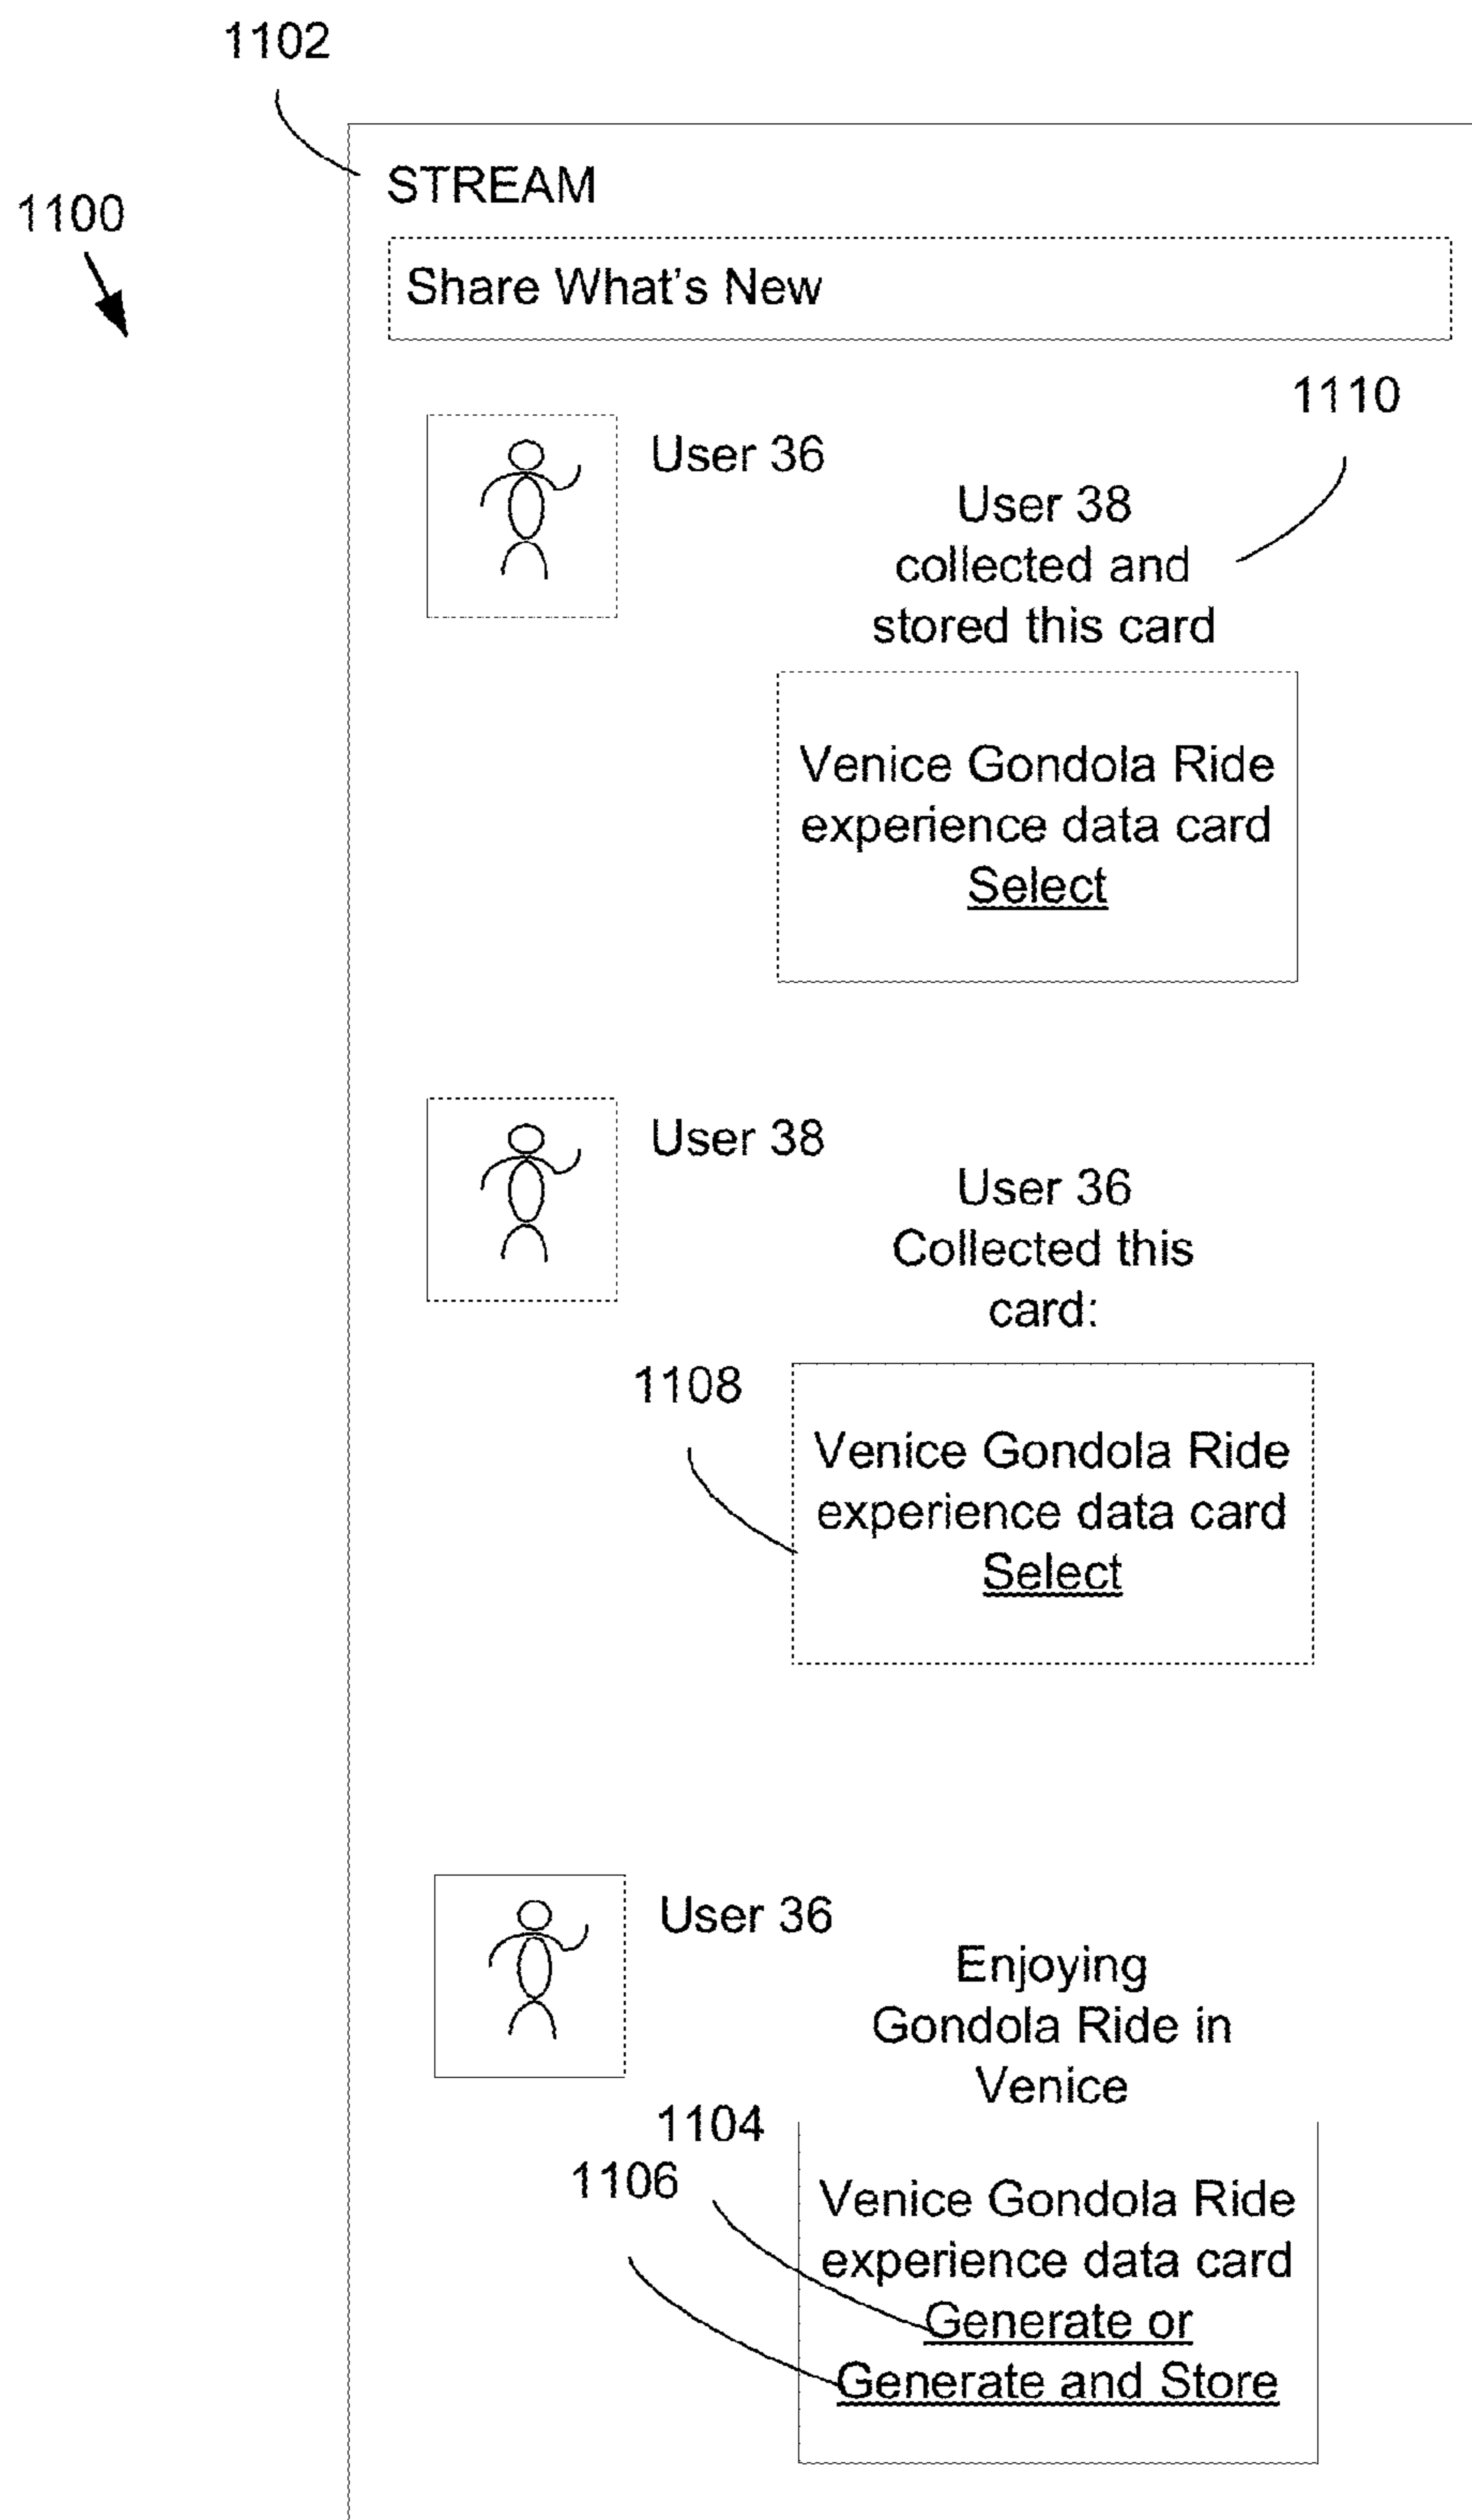 1102
STREAM
1100
Share What's New
1110
User 36
User 38
collected and
stored this card
Venice Gondola Ride
experience data card
Select
User 38
User 36
Collected this
card:
1108
Venice Gondola Ride
experience data card
Select
User 36
Enjoying
Gondola Ride in
Venice
1104
1106
Venice Gondola Ride
experience data card
Generate or
Generate and Store